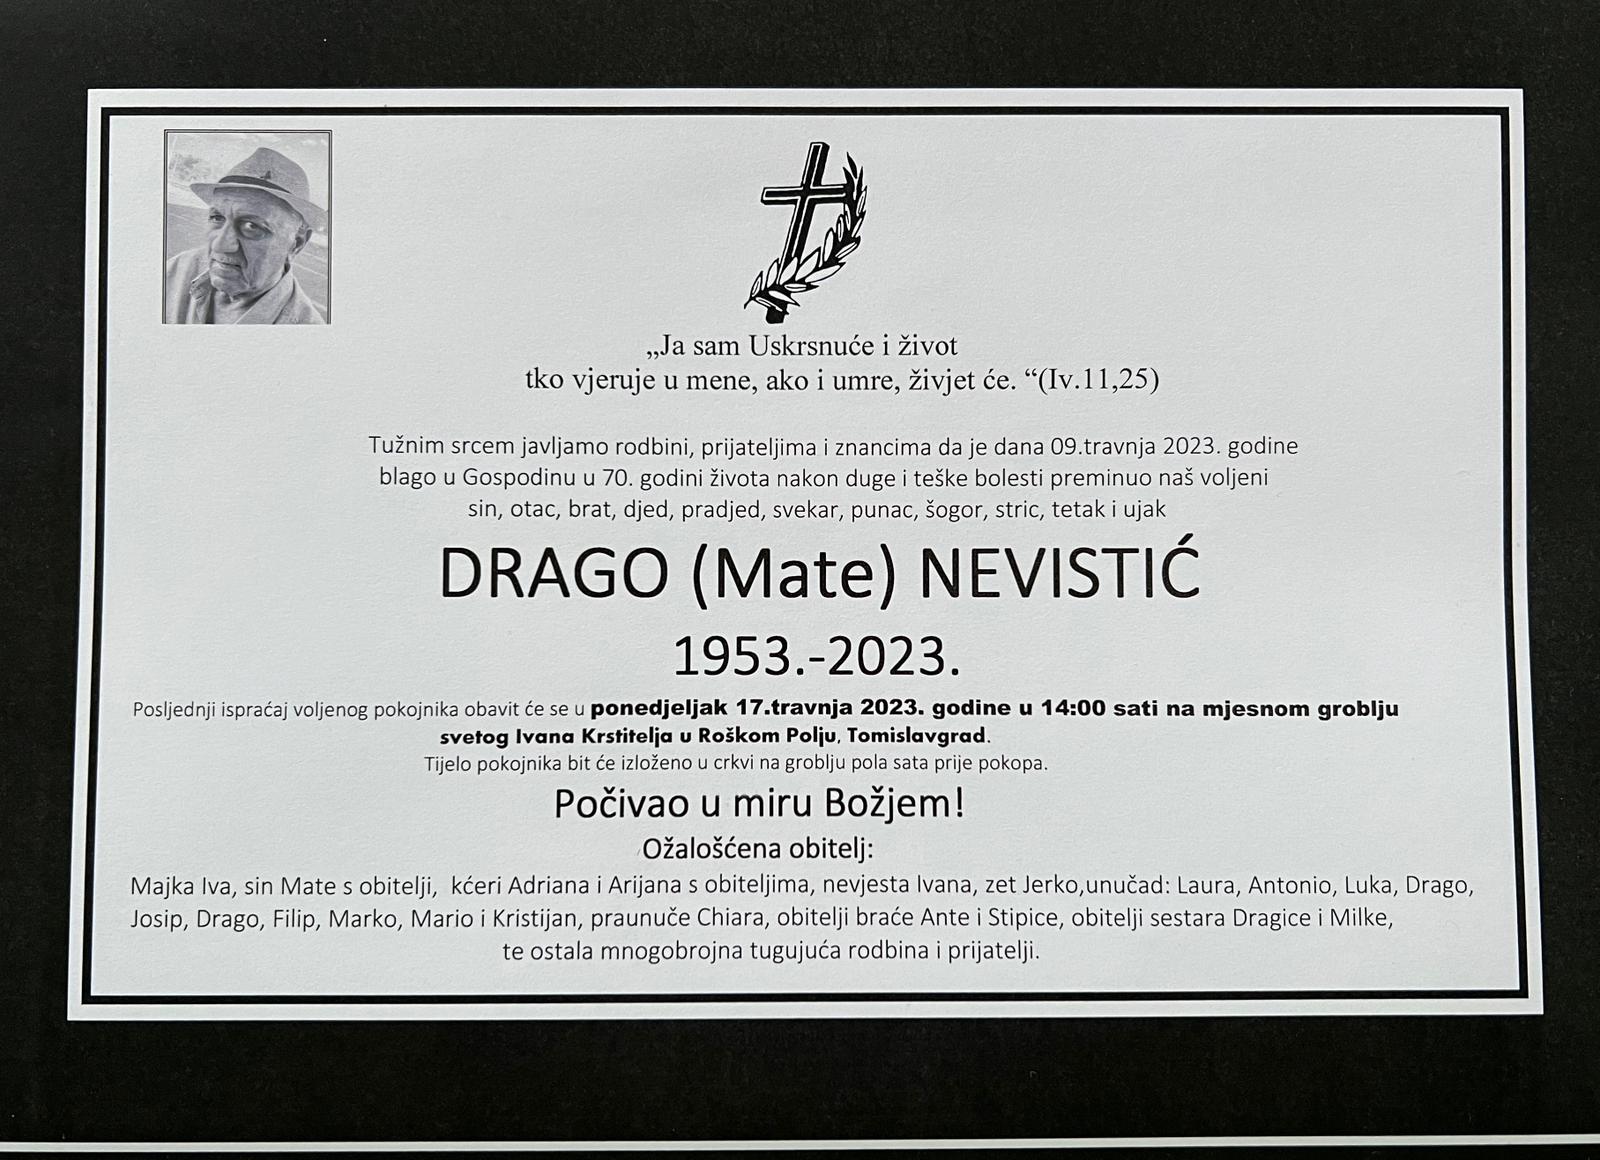 „Ja sam Uskrsnuće i život
tko vjeruje u mene, ako i umre, živjet će. “(Iv.11,25)
Tužnim srcem javljamo rodbini, prijateljima i znancima da je dana 09.travnja 2023. godine
blago u Gospodinu u 70. godini života nakon duge i teške bolesti preminuo naš voljeni
sin, otac, brat, djed, pradjed, svekar, punac, šogor, stric, tetak i ujak
DRAGO (Mate) NEVISTIĆ
1953.-2023.
Posljednji ispraćaj voljenog pokojnika obavit će se u ponedjeljak 17.travnja 2023. godine u 14:00 sati na mjesnom groblju
svetog Ivana Krstitelja u Roškom Polju, Tomislavgrad.
Tijelo pokojnika bit će izloženo u crkvi na groblju pola sata prije pokopa.
Počivao u miru Božjem!
Ožalošćena obitelj:
Majka Iva, sin Mate s obitelji, kćeri Adriana i Arijana s obiteljima, nevjesta Ivana, zet Jerko,unučad: Laura, Antonio, Luka, Drago,
Josip, Drago, Filip, Marko, Mario i Kristijan, praunuče Chiara, obitelji braće Ante i Stipice, obitelji sestara Dragice i Milke,
te ostala mnogobrojna tugujuća rodbina i prijatelji.